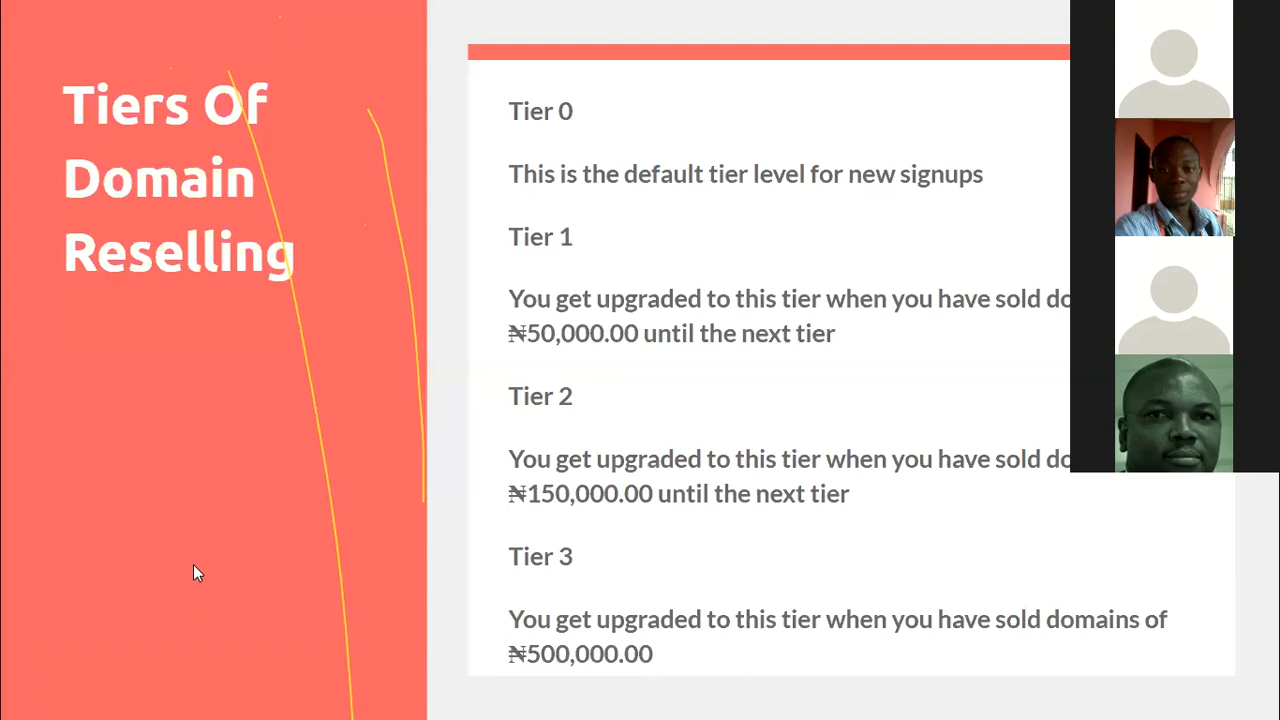 Tiers Of
Domain
Reselling
Tier 0
This is the default tier level for new signups
Tier 1
You get upgraded to this tier when you have sold
₦50,000.00 until the next tier
Tier 2
You get upgraded to this tier when you have sold
₦150,000.00 until the next tier
Tier 3
You get upgraded to this tier when you have sold domains of
₦500,000.00